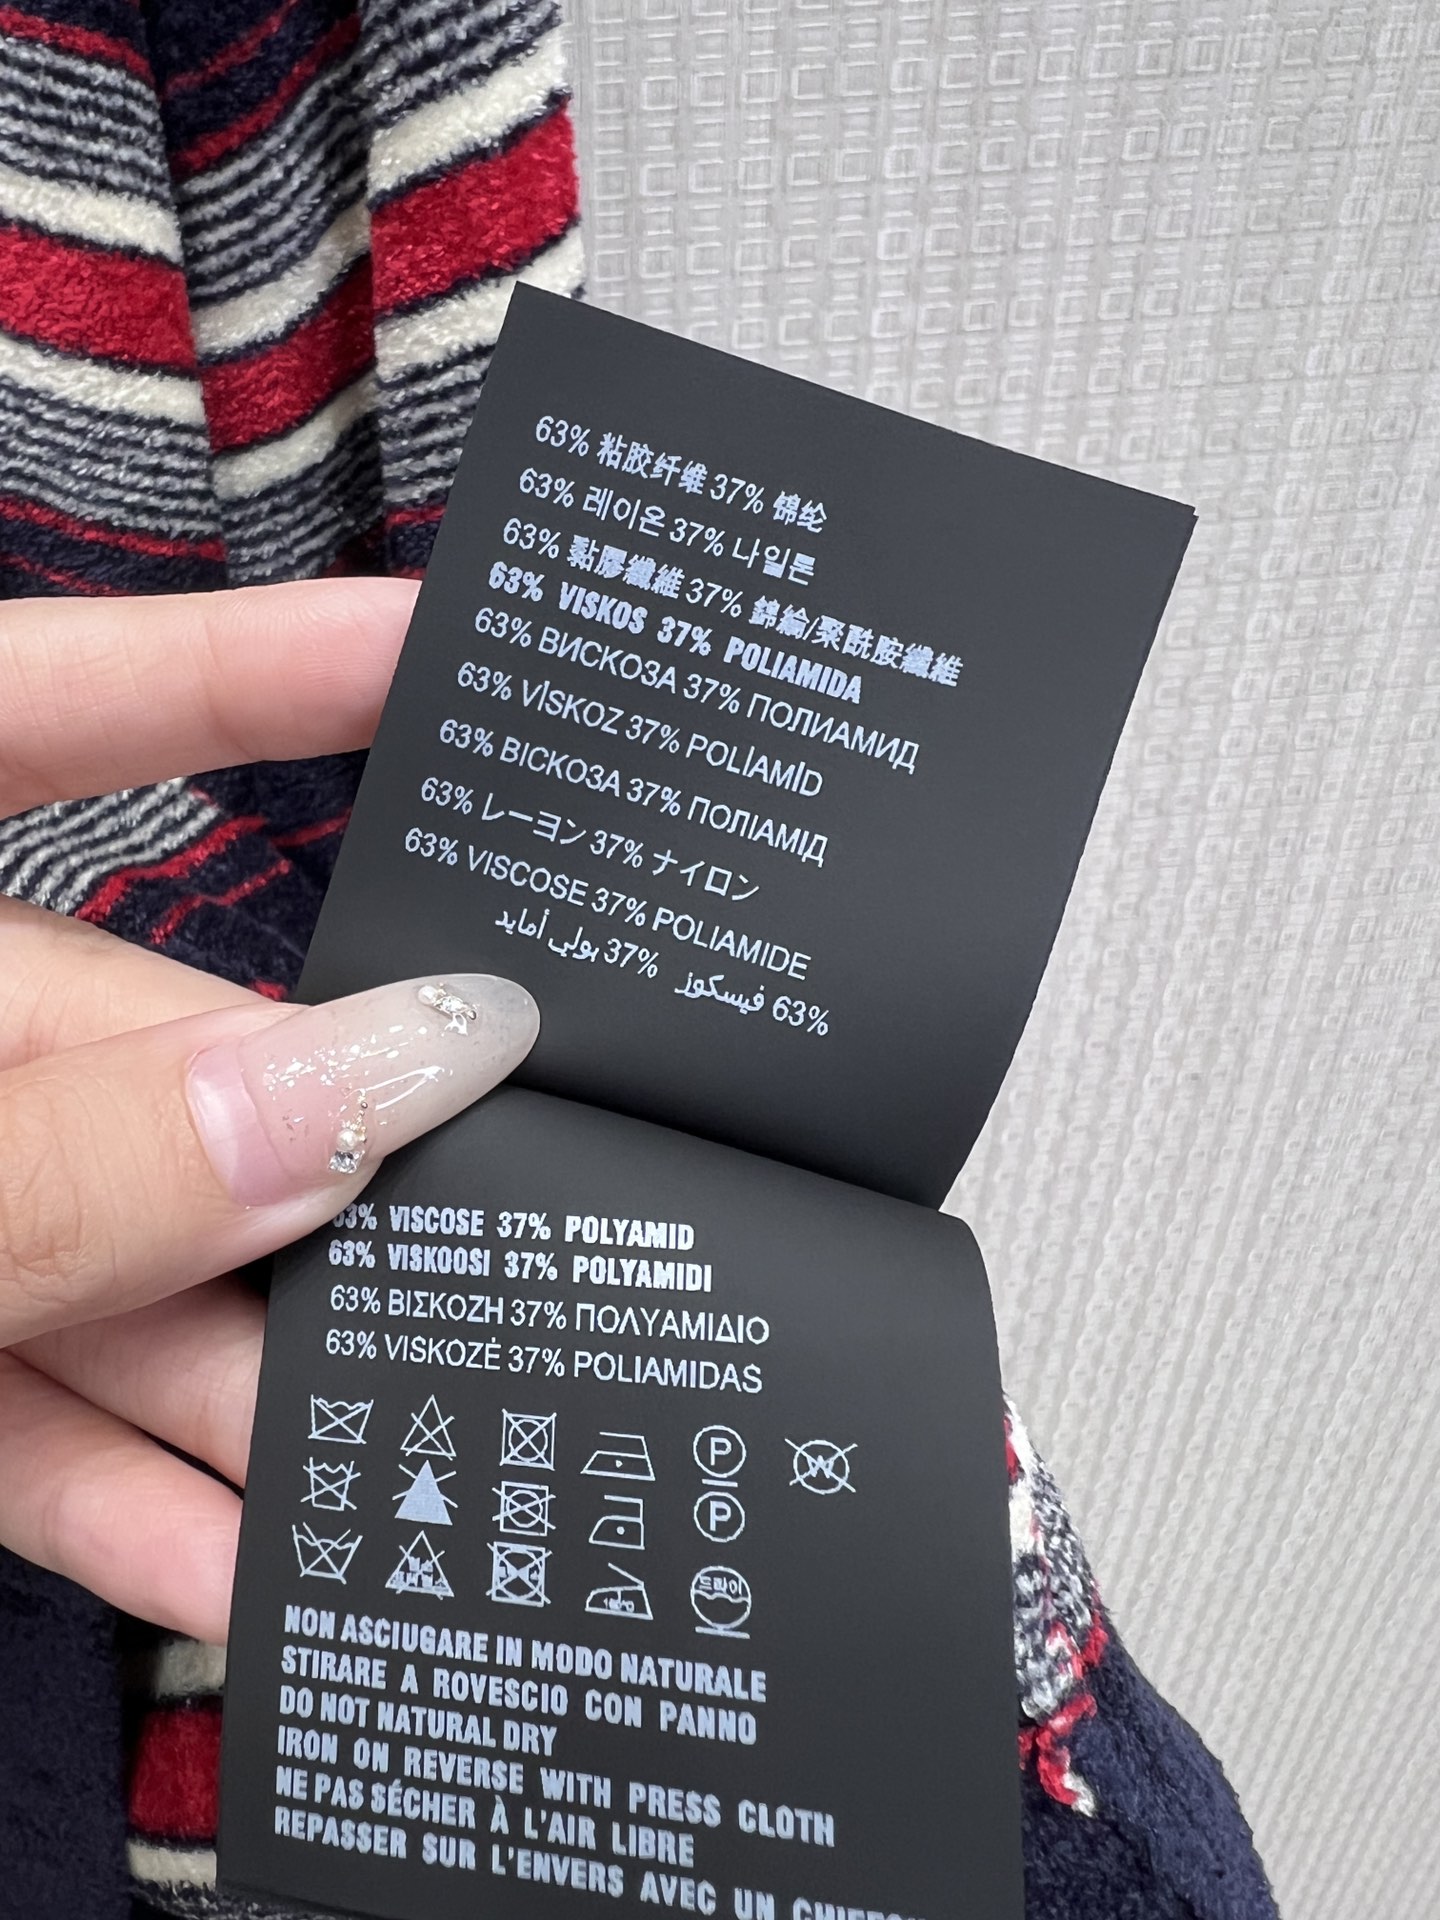 63% 粘胶纤维 37% 锦纶
63% 레이온 37% 나일론
63% 黏膠纖維 37% 錦綸/聚酰胺纖維
63% VISKOS 37% POLIAMIDA
63% ВИСКОЗА 37% ПОЛИАМИД
63% VİSKOZ 37% POLİAMİD
63% ВІСКОЗА 37% ПОЛІАМІД
63% レーヨン 37% ナイロン
63% VISCOSE 37% POLIAMIDE
63% فيسكوز 37% بولي أمايد
63% VISCOSE 37% POLYAMID
63% VISKOOSI 37% POLYAMIDI
63% ΒΙΣΚΟΖΗ 37% ΠΟΛΥΑΜΙΔΙΟ
63% VISKOZĖ 37% POLIAMIDAS
P W
P
드라이
180°C
NON ASCIUGARE IN MODO NATURALE
STIRARE A ROVESCIO CON PANNO
DO NOT NATURAL DRY
IRON ON REVERSE WITH PRESS CLOTH
NE PAS SÉCHER À L'AIR LIBRE
REPASSER SUR L'ENVERS AVEC UN